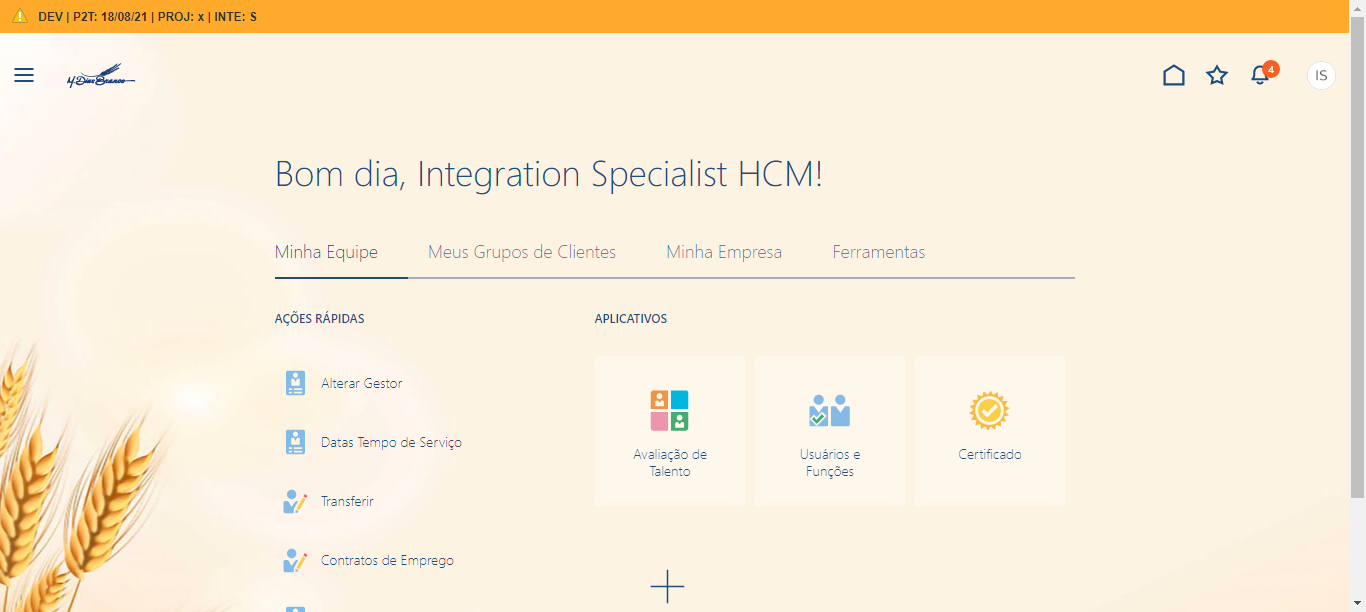 DEV | P2T: 18/08/21 | PROJ: x | INTE: S
M. Dias Branco
4
IS
Bom dia, Integration Specialist HCM!
Minha Equipe
Meus Grupos de Clientes
Minha Empresa
Ferramentas
AÇÕES RÁPIDAS
APLICATIVOS
Alterar Gestor
Datas Tempo de Serviço
Transferir
Contratos de Emprego
Avaliação de
Talento
Usuários e
Funções
Certificado